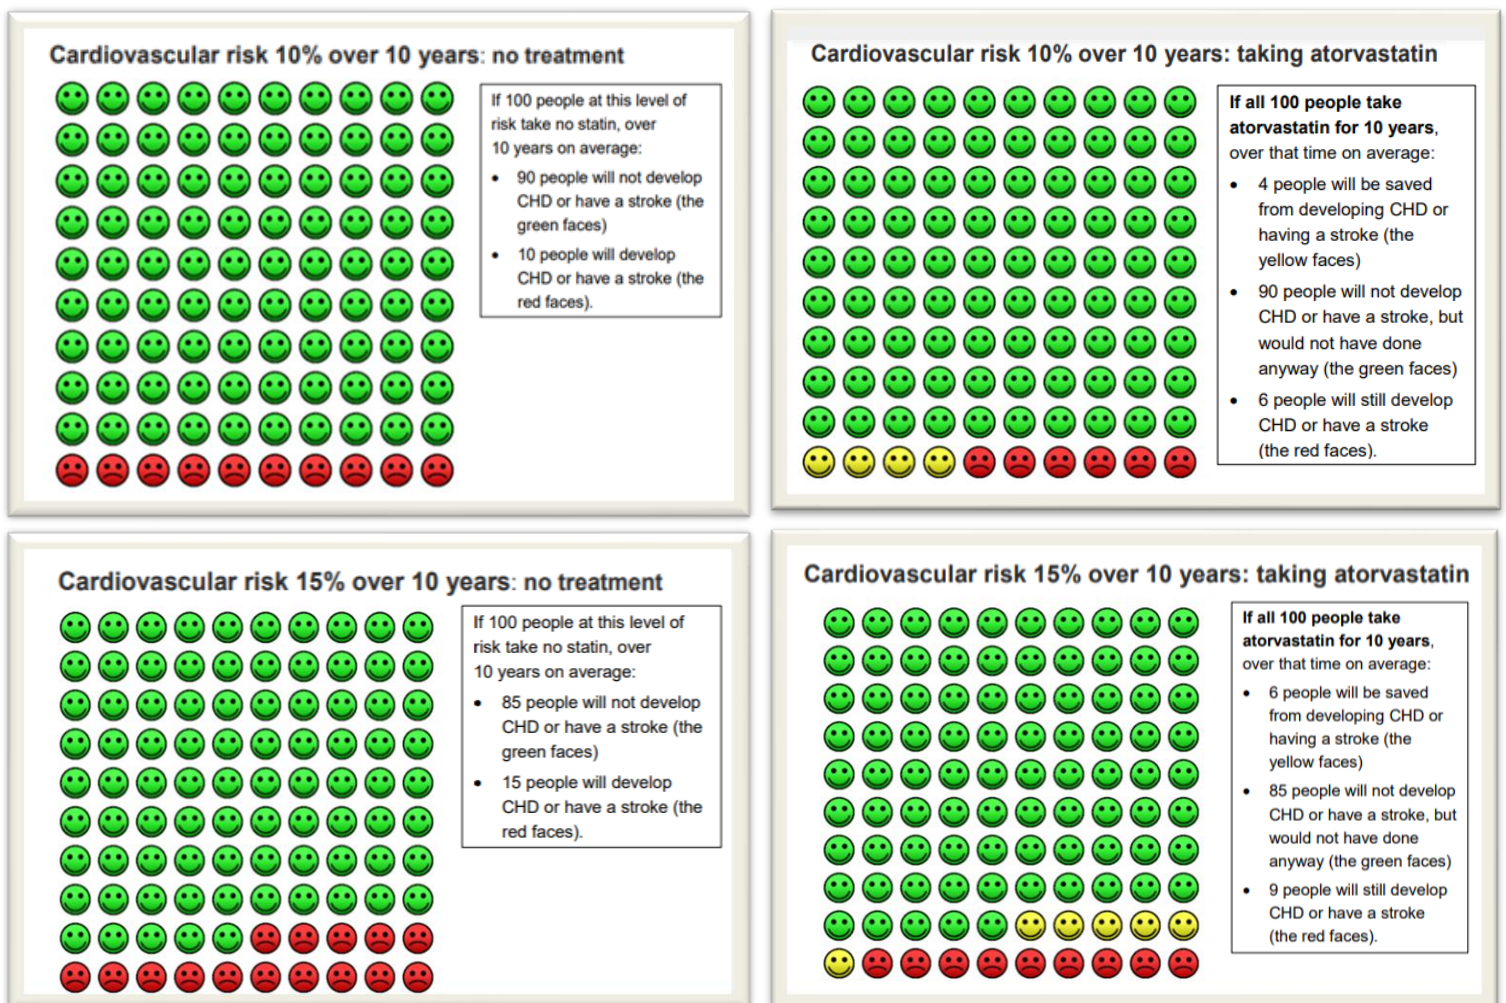 Cardiovascular risk 10% over 10 years: no treatment
If 100 people at this level of
risk take no statin, over
10 years on average:
• 90 people will not develop
CHD or have a stroke (the
green faces)
• 10 people will develop
CHD or have a stroke (the
red faces).
Cardiovascular risk 10% over 10 years: taking atorvastatin
If all 100 people take
atorvastatin for 10 years,
over that time on average:
• 4 people will be saved
from developing CHD or
having a stroke (the
yellow faces)
• 90 people will not develop
CHD or have a stroke, but
would not have done
anyway (the green faces)
• 6 people will still develop
CHD or have a stroke
(the red faces).
Cardiovascular risk 15% over 10 years: no treatment
If 100 people at this level of
risk take no statin, over
10 years on average:
• 85 people will not develop
CHD or have a stroke (the
green faces)
• 15 people will develop
CHD or have a stroke (the
red faces).
Cardiovascular risk 15% over 10 years: taking atorvastatin
If all 100 people take
atorvastatin for 10 years,
over that time on average:
• 6 people will be saved
from developing CHD or
having a stroke (the
yellow faces)
• 85 people will not develop
CHD or have a stroke, but
would not have done
anyway (the green faces)
• 9 people will still develop
CHD or have a stroke
(the red faces).